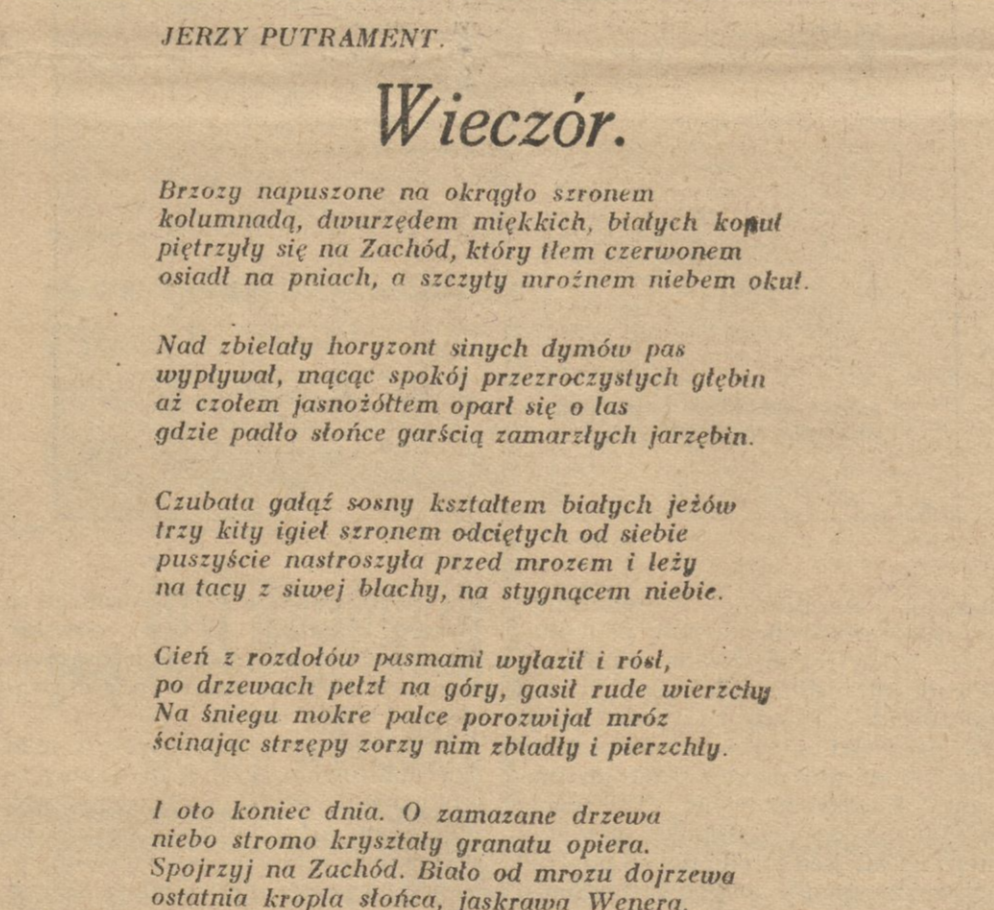 JERZY PUTRAMENT.
Wieczór.
Brzozy napuszone na okrągło szronem
kolumnadą, dwurzędem miękkich, białych kopuł
piętrzyły się na Zachód, który tłem czerwonem
osiadł na pniach, a szczyty mroźnem niebem okuł.
Nad zbielały horyzont sinych dymów pas
wypływał, mącąc spokój przezroczystych głębin
aż czołem jasnożółtem oparł się o las
gdzie padło słońce garścią zamarzłych jarzębin.
Czubata gałąź sosny kształtem białych jeżów
trzy kity igieł szronem odciętych od siebie
puszyście nastroszyła przed mrozem i leży
na tacy z siwej blachy, na stygnącem niebie.
Cień z rozdołów pasmami wyłaził i rósł,
po drzewach pełzł na góry, gasił rude wierzchy
Na śniegu mokre palce porozwijał mróz
ścinając strzępy zorzy nim zbladły i pierzchły.
I oto koniec dnia. O zamazane drzewa
niebo stromo kryształy granatu opiera.
Spojrzyj na Zachód. Biało od mrozu dojrzewa
ostatnia kropla słońca, jaskrawa Wenera.